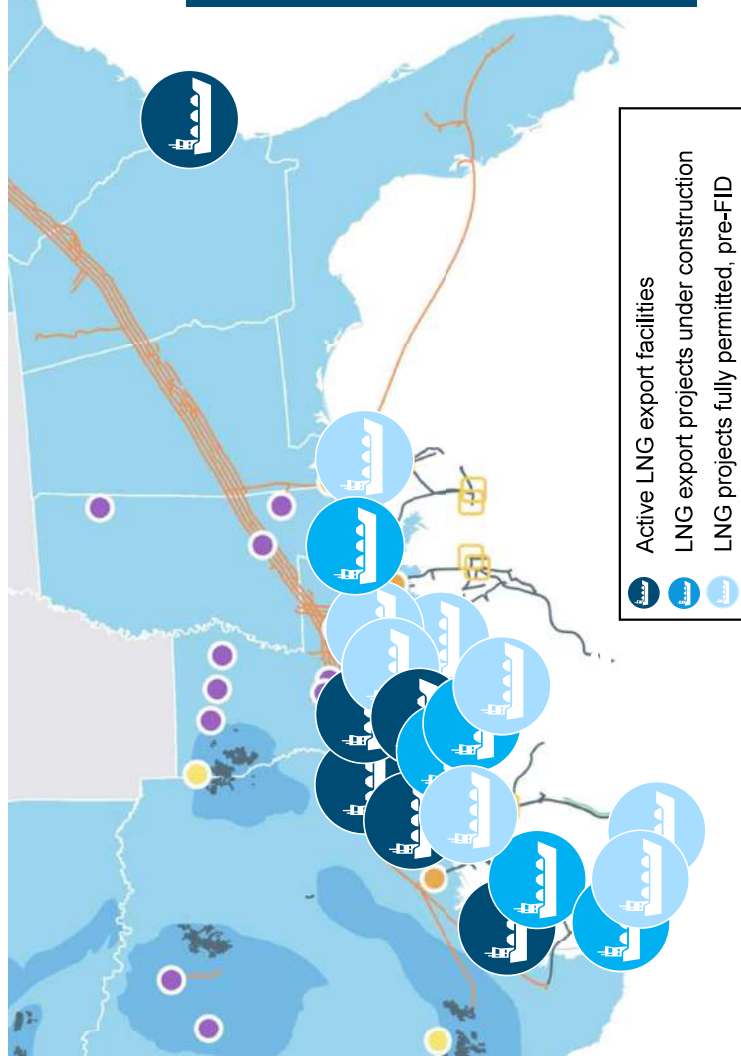 Active LNG export facilities
LNG export projects under construction
LNG projects fully permitted, pre-FID